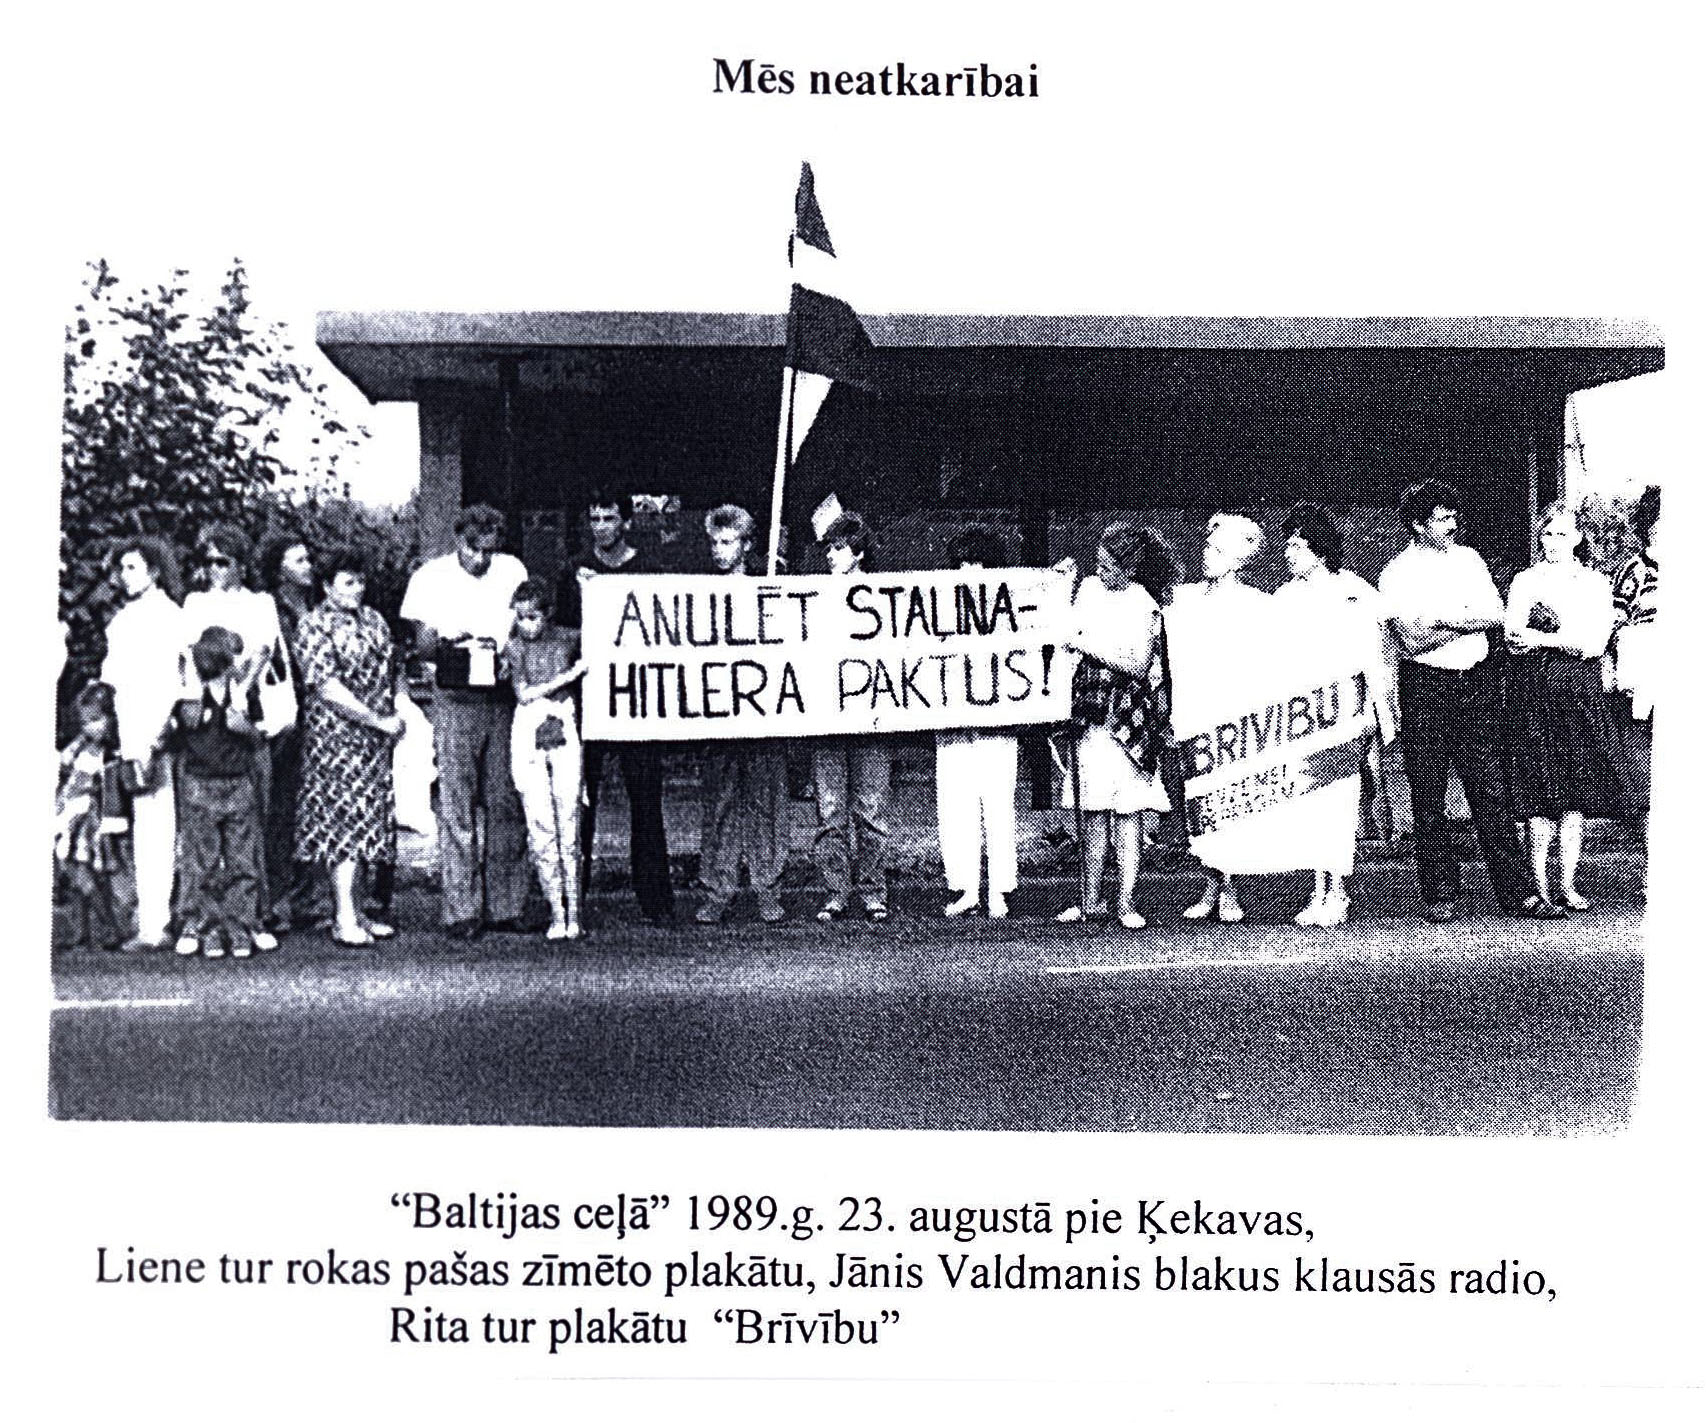 Mēs neatkarībai
ANULĒT STAĻINA-
HITLERA PAKTUS!
BRĪVĪBU
“Baltijas ceļā” 1989.g. 23. augustā pie Ķekavas,
Liene tur rokas pašas zīmēto plakātu, Jānis Valdmanis blakus klausās radio,
Rita tur plakātu “Brīvību”